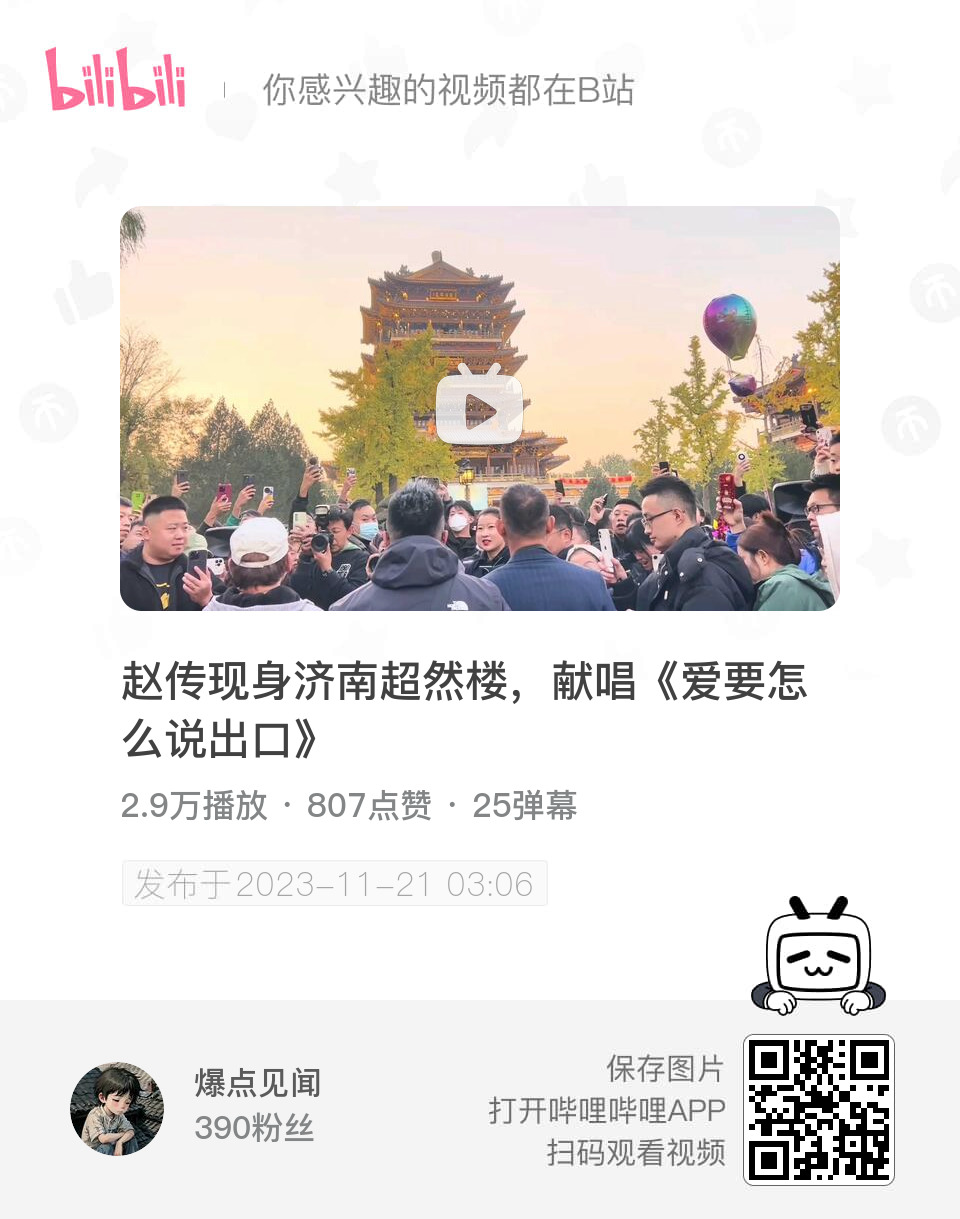 bilibili
你感兴趣的视频都在B站
赵传现身济南超然楼，献唱《爱要怎
么说出口》
2.9万播放 · 807点赞 · 25弹幕
发布于2023-11-21 03:06
爆点见闻
390粉丝
保存图片
打开哔哩哔哩APP
扫码观看视频